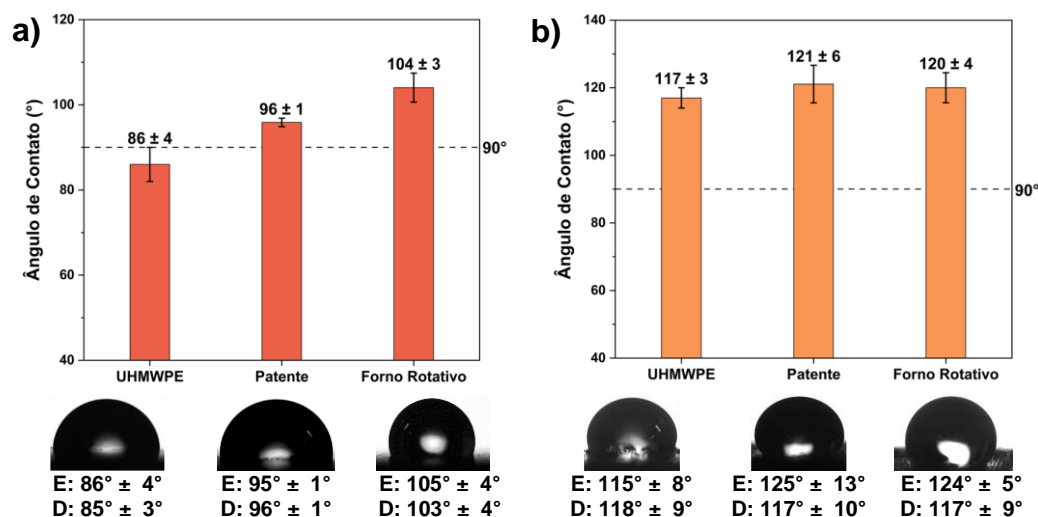 a)
Ângulo de Contato (°)
120
100
80
60
40
86 ± 4
96 ± 1
104 ± 3
90°
UHMWPE Patente Forno Rotativo
E: 86° ± 4° E: 95° ± 1° E: 105° ± 4°
D: 85° ± 3° D: 96° ± 1° D: 103° ± 4°
b)
Ângulo de Contato (°)
140
120
100
80
60
40
117 ± 3
121 ± 6
120 ± 4
90°
UHMWPE Patente Forno Rotativo
E: 115° ± 8° E: 125° ± 13° E: 124° ± 5°
D: 118° ± 9° D: 117° ± 10° D: 117° ± 9°